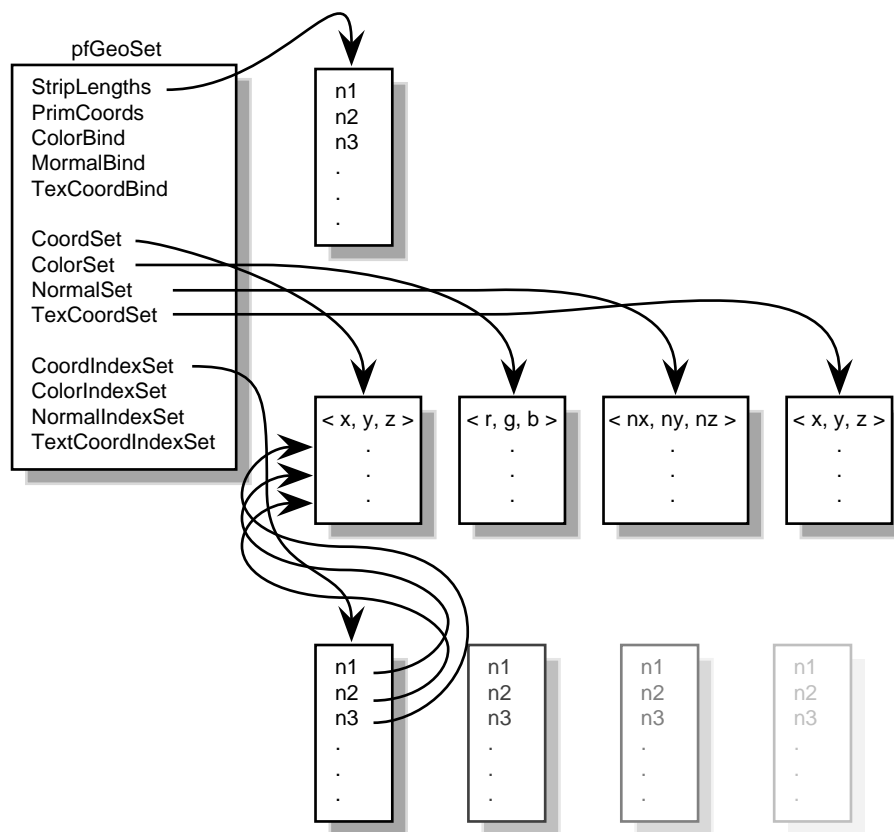 pfGeoSet
StripLengths
PrimCoords
ColorBind
MormalBind
TexCoordBind
CoordSet
ColorSet
NormalSet
TexCoordSet
CoordIndexSet
ColorIndexSet
NormalIndexSet
TextCoordIndexSet
n1
n2
n3
.
.
.
< x, y, z >
.
.
.
< r, g, b >
.
.
.
< nx, ny, nz >
.
.
.
< x, y, z >
.
.
.
n1
n2
n3
.
.
.
n1
n2
n3
.
.
.
n1
n2
n3
.
.
.
n1
n2
n3
.
.
.